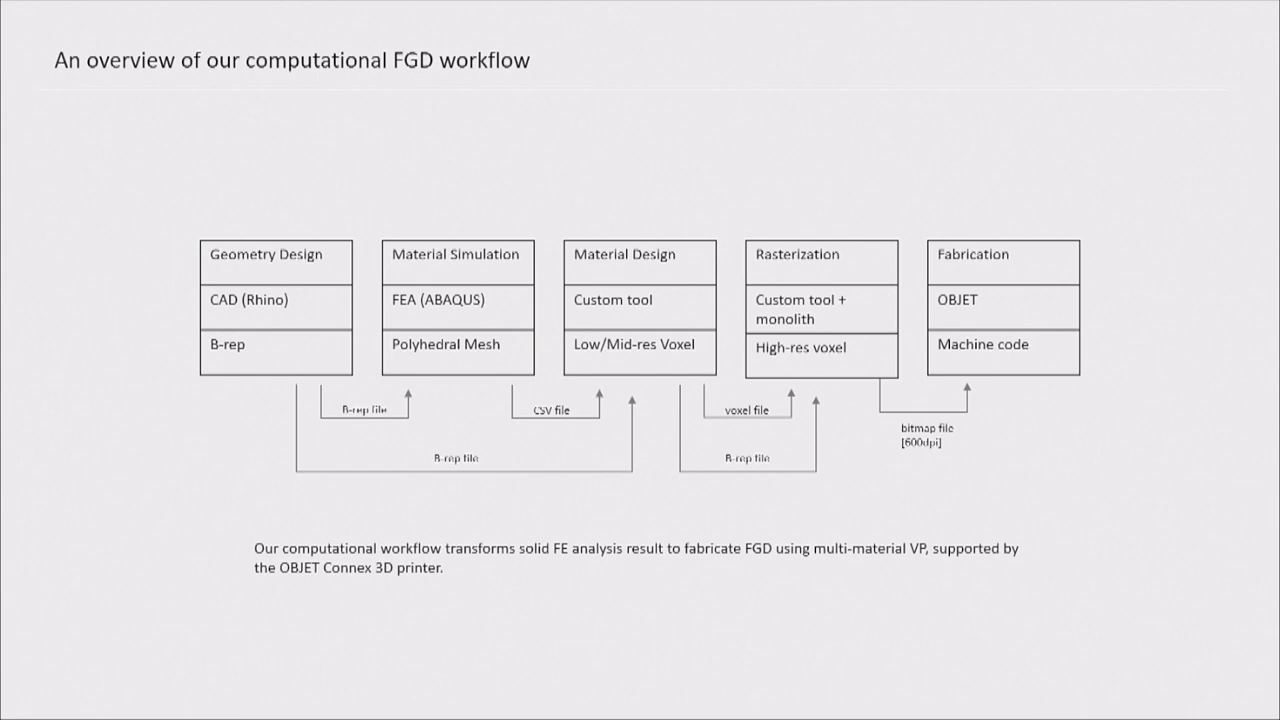 An overview of our computational FGD workflow
Geometry Design
CAD (Rhino)
B-rep
Material Simulation
FEA (ABAQUS)
Polyhedral Mesh
Material Design
Custom tool
Low/Mid-res Voxel
Rasterization
Custom tool +
monolith
High-res voxel
Fabrication
OBJET
Machine code
B-rep file
CSV file
voxel file
bitmap file
[600dpi]
B-rep file
B-rep file
Our computational workflow transforms solid FE analysis result to fabricate FGD using multi-material VP, supported by
the OBJET Connex 3D printer.